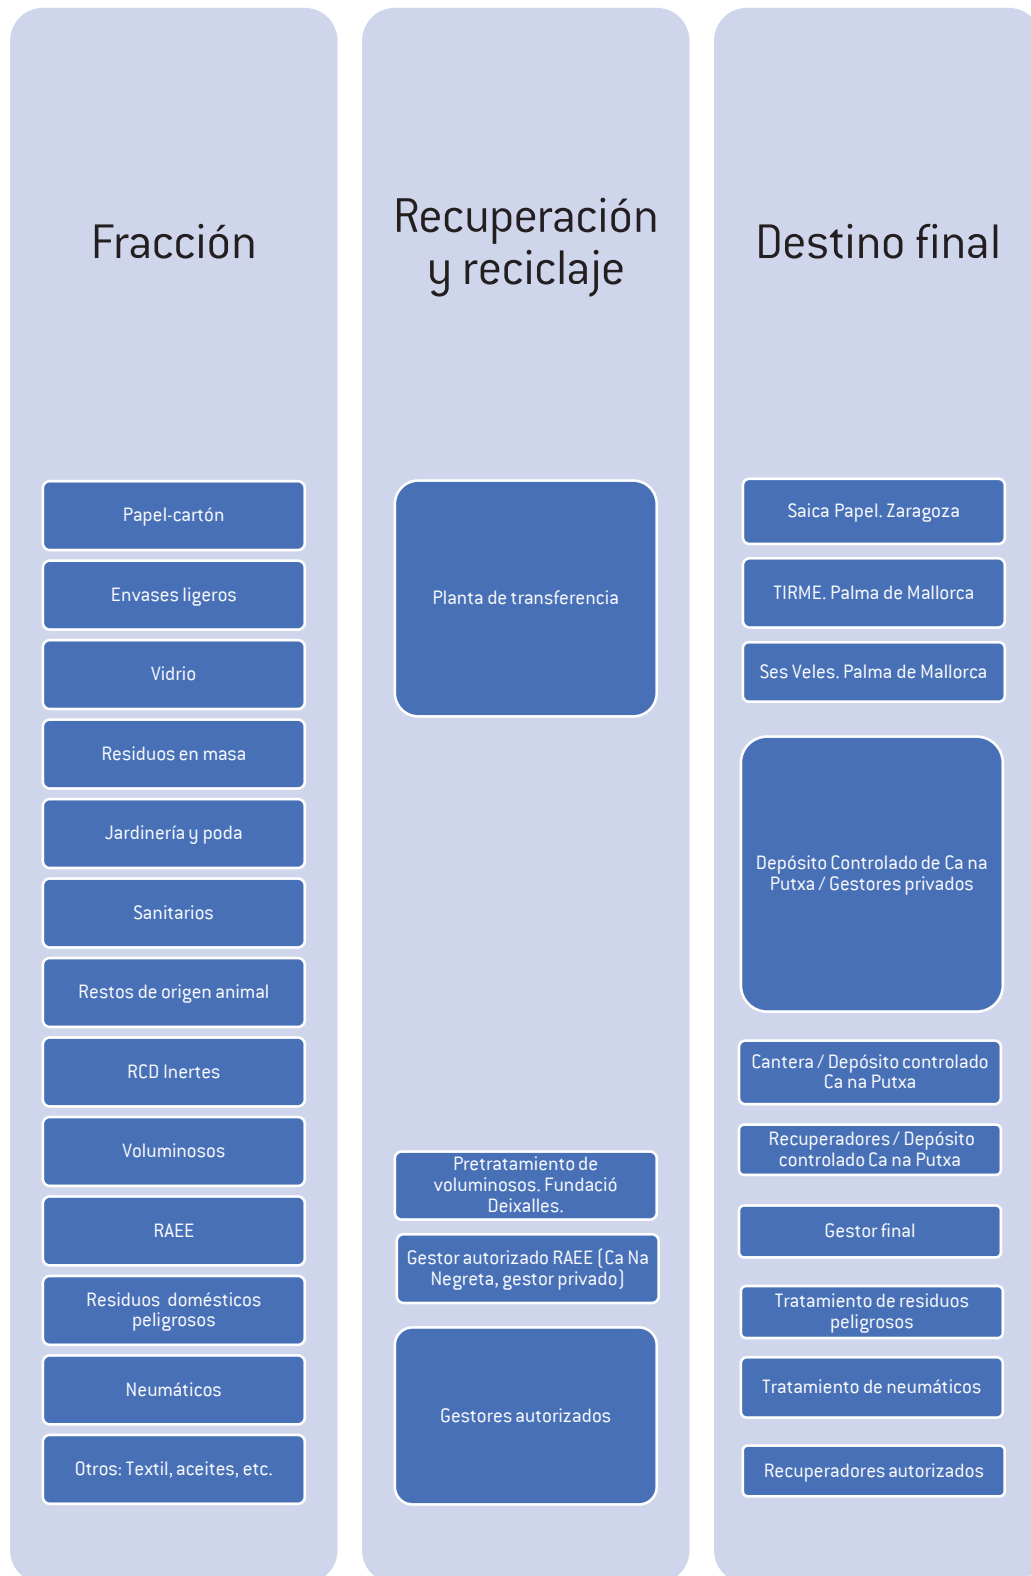 Fracción
Papel-cartón
Envases ligeros
Vidrio
Residuos en masa
Jardinería y poda
Sanitarios
Restos de origen animal
RCD Inertes
Voluminosos
RAEE
Residuos domésticos
peligrosos
Neumáticos
Otros: Textil, aceites, etc.
Recuperación
y reciclaje
Planta de transferencia
Pretratamiento de
voluminosos. Fundació
Deixalles.
Gestor autorizado RAEE (Ca Na
Negreta, gestor privado)
Gestores autorizados
Destino final
Saica Papel. Zaragoza
TIRME. Palma de Mallorca
Ses Veles. Palma de Mallorca
Depósito Controlado de Ca na
Putxa / Gestores privados
Cantera / Depósito controlado
Ca na Putxa
Recuperadores / Depósito
controlado Ca na Putxa
Gestor final
Tratamiento de residuos
peligrosos
Tratamiento de neumáticos
Recuperadores autorizados